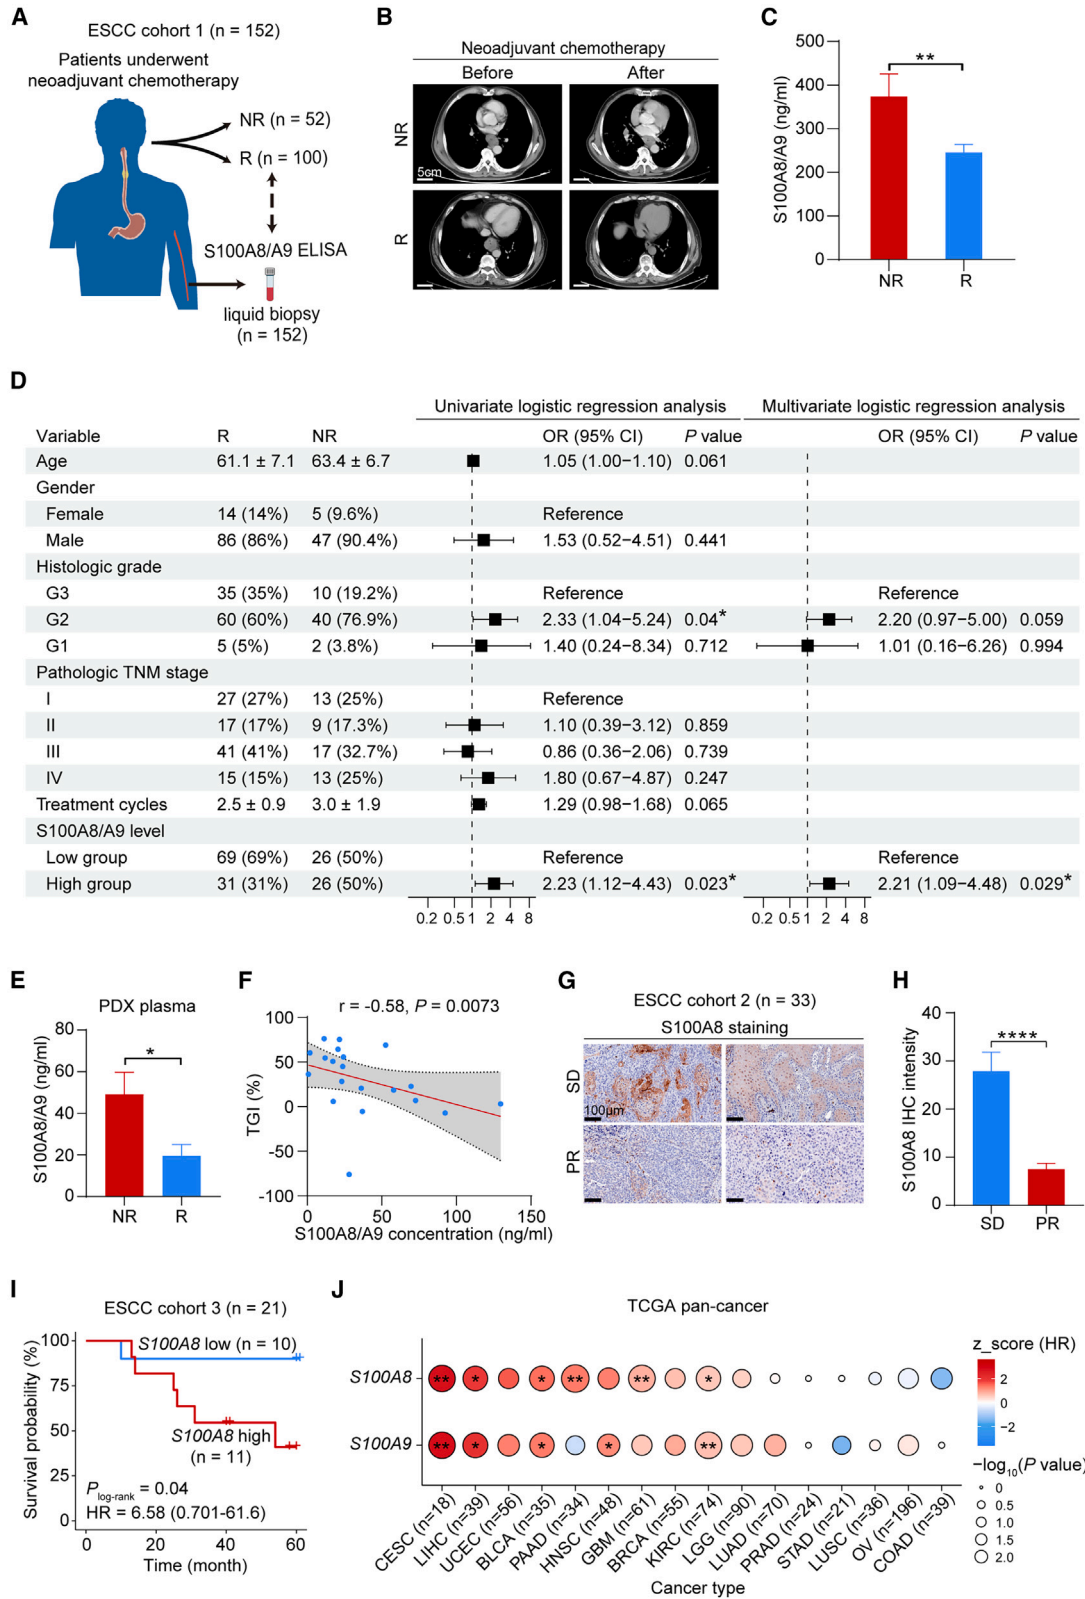 A
ESCC cohort 1 (n = 152)
Patients underwent
neoadjuvant chemotherapy
NR (n = 52)
R (n = 100)
S100A8/A9 ELISA
liquid biopsy
(n = 152)
B
Neoadjuvant chemotherapy
Before After
NR
5cm
R
C
S100A8/A9 (ng/ml)
500
400
300
200
100
0
**
NR R
D
Univariate logistic regression analysis Multivariate logistic regression analysis
Variable R NR OR (95% CI) P value OR (95% CI) P value
Age 61.1 ± 7.1 63.4 ± 6.7 1.05 (1.00−1.10) 0.061
Gender
Female 14 (14%) 5 (9.6%) Reference
Male 86 (86%) 47 (90.4%) 1.53 (0.52−4.51) 0.441
Histologic grade
G3 35 (35%) 10 (19.2%) Reference Reference
G2 60 (60%) 40 (76.9%) 2.33 (1.04−5.24) 0.04* 2.20 (0.97−5.00) 0.059
G1 5 (5%) 2 (3.8%) 1.40 (0.24−8.34) 0.712 1.01 (0.16−6.26) 0.994
Pathologic TNM stage
I 27 (27%) 13 (25%) Reference
II 17 (17%) 9 (17.3%) 1.10 (0.39−3.12) 0.859
III 41 (41%) 17 (32.7%) 0.86 (0.36−2.06) 0.739
IV 15 (15%) 13 (25%) 1.80 (0.67−4.87) 0.247
Treatment cycles 2.5 ± 0.9 3.0 ± 1.9 1.29 (0.98−1.68) 0.065
S100A8/A9 level
Low group 69 (69%) 26 (50%) Reference Reference
High group 31 (31%) 26 (50%) 2.23 (1.12−4.43) 0.023* 2.21 (1.09−4.48) 0.029*
0.2 0.5 1 2 4 8 0.2 0.5 1 2 4 8
E
PDX plasma
S100A8/A9 (ng/ml)
80
60
40
20
0
*
NR R
F
r = -0.58, P = 0.0073
TGI (%)
100
50
0
-50
-100
0 50 100 150
S100A8/A9 concentration (ng/ml)
G
ESCC cohort 2 (n = 33)
S100A8 staining
SD
100μm
PR
H
S100A8 IHC intensity
40
30
20
10
0
****
SD PR
I
ESCC cohort 3 (n = 21)
Survival probability (%)
100
75
50
25
0
S100A8 low (n = 10)
S100A8 high
(n = 11)
Plog-rank = 0.04
HR = 6.58 (0.701-61.6)
0 20 40 60
Time (month)
J
TCGA pan-cancer
S100A8 ** * * ** ** *
S100A9 ** * * * **
CESC (n=18)
LIHC (n=39)
UCEC (n=56)
BLCA (n=35)
PAAD (n=34)
HNSC (n=48)
GBM (n=61)
BRCA (n=55)
KIRC (n=74)
LGG (n=90)
LUAD (n=70)
PRAD (n=24)
STAD (n=21)
LUSC (n=36)
OV (n=196)
COAD (n=39)
Cancer type
z_score (HR)
2
0
−2
−log10(P value)
0
0.5
1.0
1.5
2.0